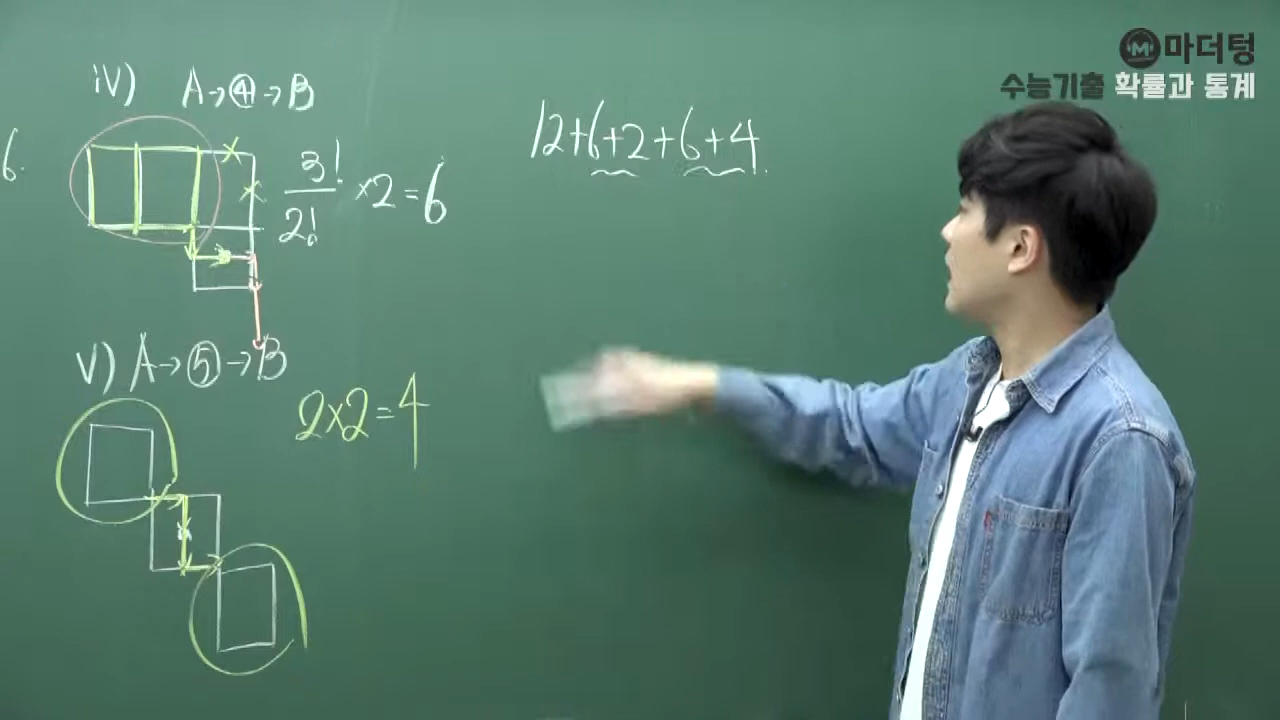 마더텅
수능기출 확률과 통계
iv) A→④→B
6.
3!/2! ×2=6
12+6+2+6+4
v) A→⑤→B
2×2=4